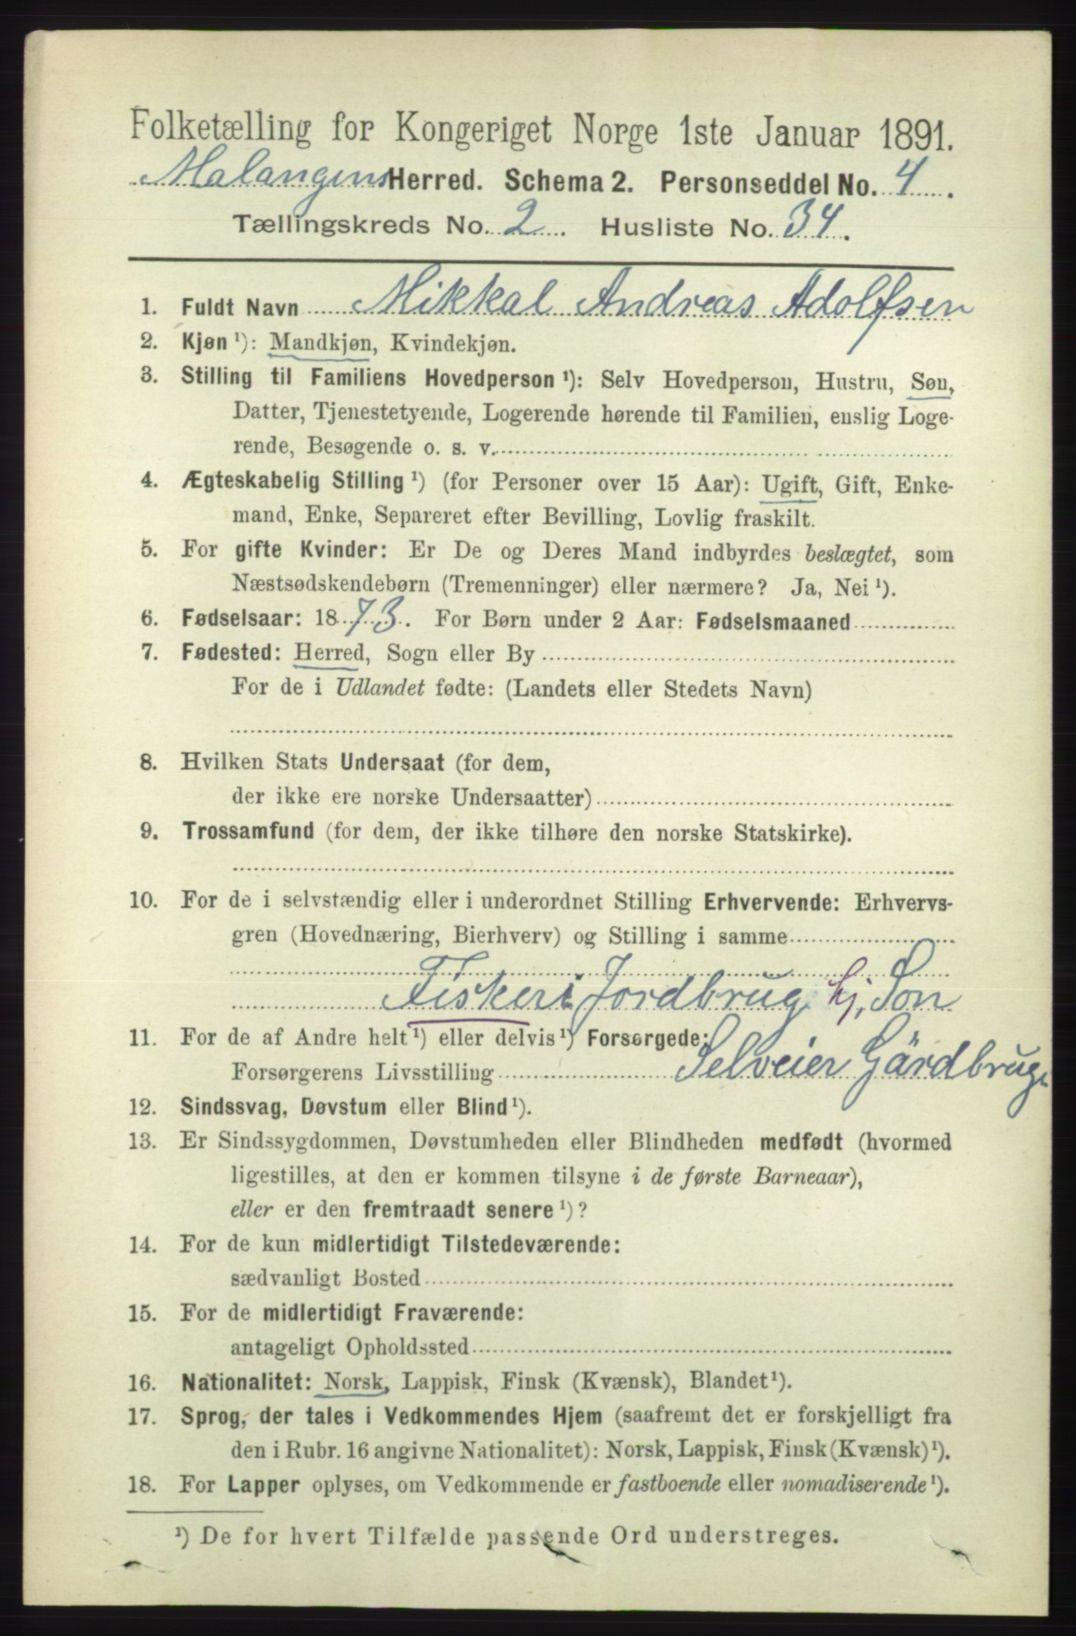 Folketælling for Kongeriget Norge 1ste Januar 1891.
Malangens Herred. Schema 2. Personseddel No. 4.
Tællingskreds No. 2. Husliste No. 34.
1. Fuldt Navn Mikkal Andreas Adolfsen
2. Kjøn ¹): Mandkjøn, Kvindekjøn.
3. Stilling til Familiens Hovedperson ¹): Selv Hovedperson, Hustru, Søn,
Datter, Tjenestetyende, Logerende hørende til Familien, enslig Loge-
rende, Besøgende o. s. v.
4. Ægteskabelig Stilling ¹) (for Personer over 15 Aar): Ugift, Gift, Enke-
mand, Enke, Separeret efter Bevilling, Lovlig fraskilt.
5. For gifte Kvinder: Er De og Deres Mand indbyrdes beslægtet, som
Næstsødskendebørn (Tremenninger) eller nærmere? Ja, Nei ¹).
6. Fødselsaar: 1873. For Børn under 2 Aar: Fødselsmaaned
7. Fødested: Herred, Sogn eller By
For de i Udlandet fødte: (Landets eller Stedets Navn)
8. Hvilken Stats Undersaat (for dem,
der ikke ere norske Undersaatter)
9. Trossamfund (for dem, der ikke tilhøre den norske Statskirke).
10. For de i selvstændig eller i underordnet Stilling Erhvervende: Erhvervs-
gren (Hovednæring, Bierhverv) og Stilling i samme
Fiskeri Jordbrug hj. Søn
11. For de af Andre helt ¹) eller delvis ¹) Forsørgede:
Forsørgerens Livsstilling Selveier Gårdbruge
12. Sindssvag, Døvstum eller Blind ¹).
13. Er Sindssygdommen, Døvstumheden eller Blindheden medfødt (hvormed
ligestilles, at den er kommen tilsyne i de første Barneaar),
eller er den fremtraadt senere ¹)?
14. For de kun midlertidigt Tilstedeværende:
sædvanligt Bosted
15. For de midlertidigt Fraværende:
antageligt Opholdssted
16. Nationalitet: Norsk, Lappisk, Finsk (Kvænsk), Blandet ¹).
17. Sprog, der tales i Vedkommendes Hjem (saafremt det er forskjelligt fra
den i Rubr. 16 angivne Nationalitet): Norsk, Lappisk, Finsk (Kvænsk) ¹).
18. For Lapper oplyses, om Vedkommende er fastboende eller nomadiserende ¹).
¹) De for hvert Tilfælde passende Ord understreges.